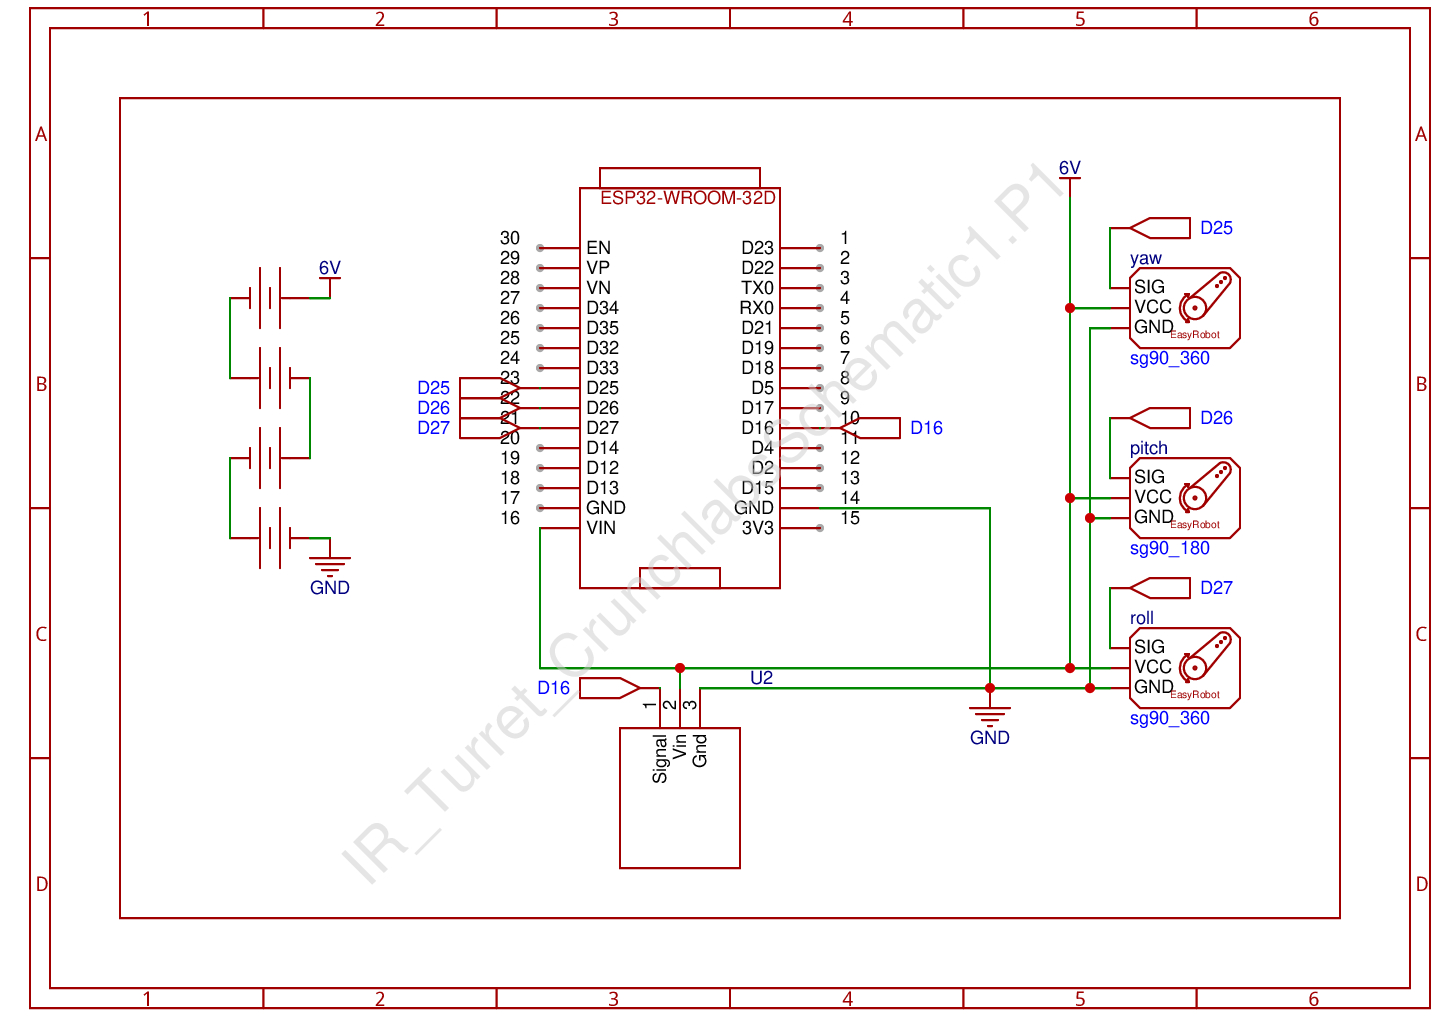 1 2 3 4 5 6
A A
B B
C C
D D
1 2 3 4 5 6
6V
GND
ESP32-WROOM-32D
30 EN D23 1
29 VP D22 2
28 VN TX0 3
27 D34 RX0 4
26 D35 D21 5
25 D32 D19 6
24 D33 D18 7
D25 23 D25 D5 8
D26 22 D26 D17 9
D27 21 D27 D16 10 D16
20 D14 D4 11
19 D12 D2 12
18 D13 D15 13
17 GND GND 14
16 VIN 3V3 15
D16
U2
1 2 3
Signal
Vin
Gnd
GND
6V
D25
yaw
SIG
VCC
GND
EasyRobot
sg90_360
D26
pitch
SIG
VCC
GND
EasyRobot
sg90_180
D27
roll
SIG
VCC
GND
EasyRobot
sg90_360
IR_Turret_CrunchlabsSchematic1.P1